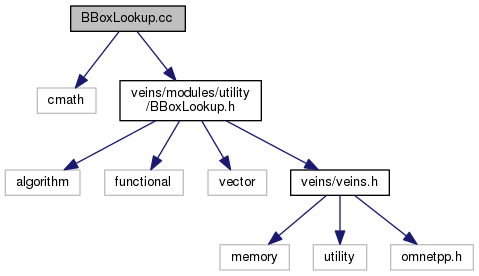 BBoxLookup.cc
cmath
veins/modules/utility
/BBoxLookup.h
algorithm
functional
vector
veins/veins.h
memory
utility
omnetpp.h